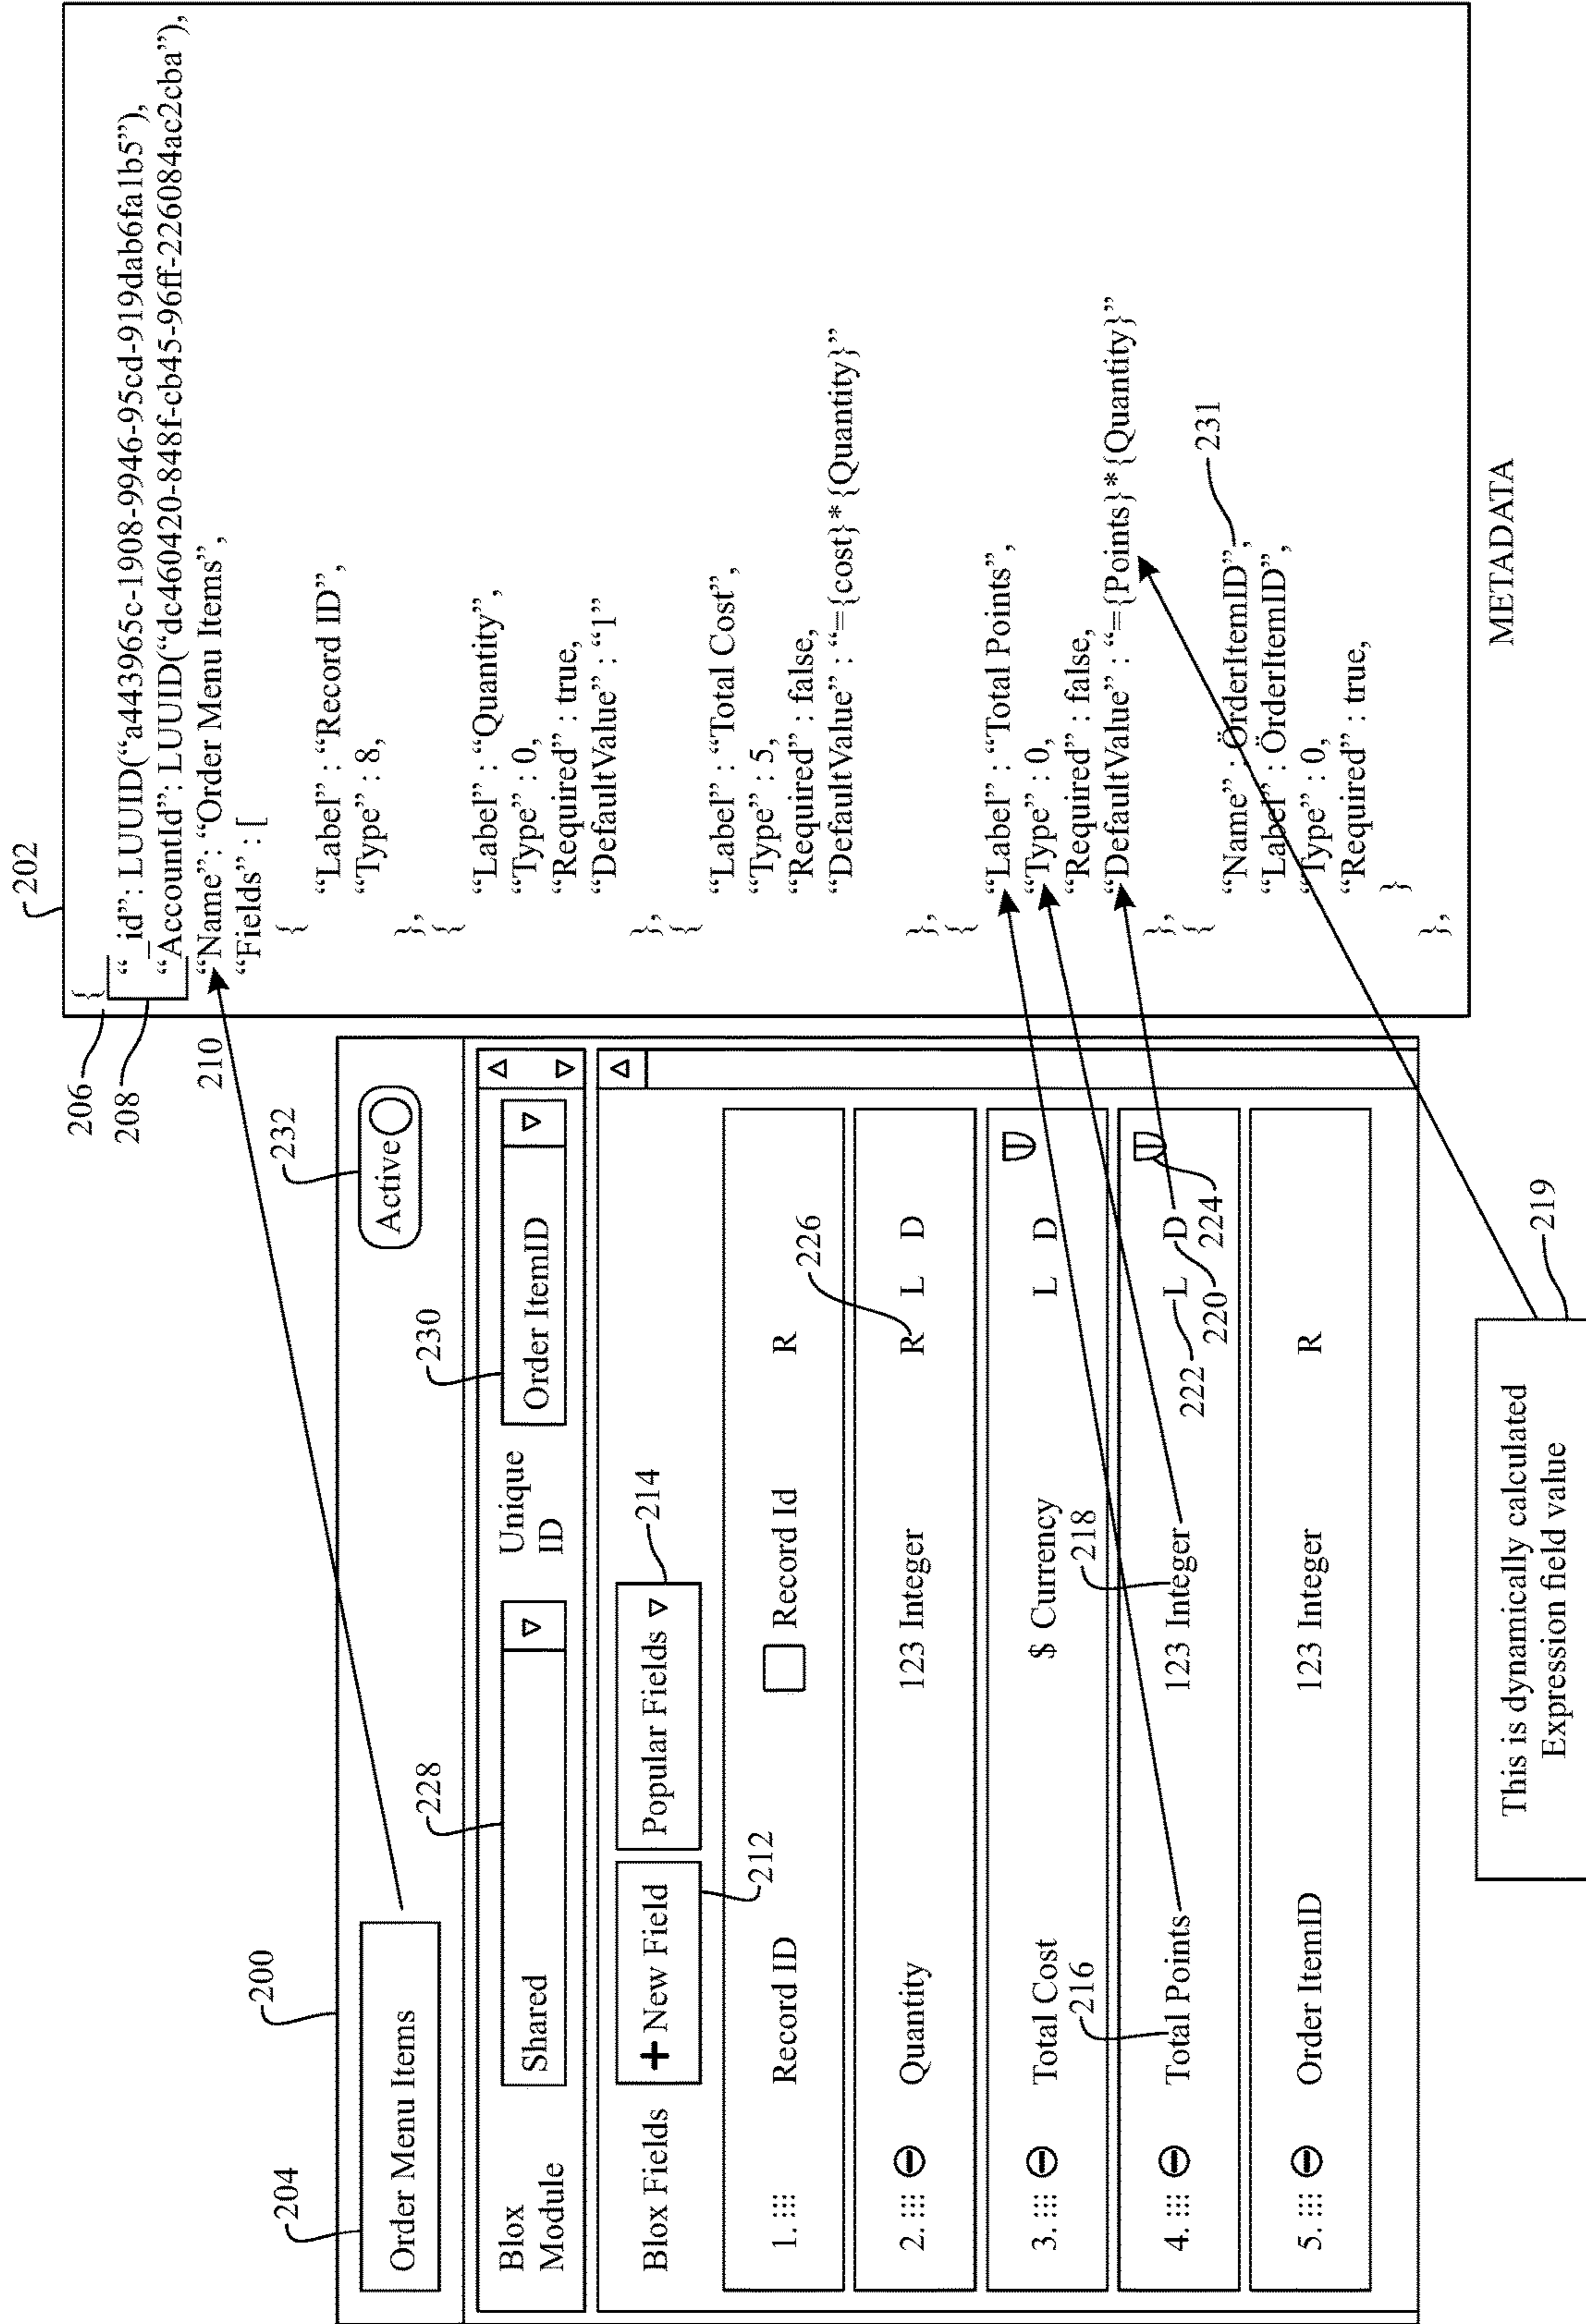 200
204
Order Menu Items
232
Active
228
230
Blox
Module
Shared
Unique
ID
Order ItemID
Blox Fields
+ New Field
Popular Fields
214
212
1. Record ID Record Id R
226
2. Quantity 123 Integer R L D
3. Total Cost $ Currency L D
216
218
4. Total Points 123 Integer L D
222
220
224
5. Order ItemID 123 Integer R
This is dynamically calculated
Expression field value
219
202
206
208
210
{
“_id”: LUUID(“a443965c-1908-9946-95cd-919dab6fa1b5”),
“AccountId”: LUUID(“dc460420-848f-cb45-96ff-226084ac2cba”),
“Name”: “Order Menu Items”,
“Fields” : [
{
“Label” : “Record ID”,
“Type” : 8,
},
{
“Label” : “Quantity”,
“Type” : 0,
“Required” : true,
“DefaultValue” : “1”
},
{
“Label” : “Total Cost”,
“Type” : 5,
“Required” : false,
“DefaultValue” : “={cost}*{Quantity}”
},
{
“Label” : “Total Points”,
“Type” : 0,
“Required” : false,
“DefaultValue” : “={Points}*{Quantity}”
},
{
“Name” : ÖrderItemID”,
231
“Label” : ÖrderItemID”,
“Type” : 0,
“Required” : true,
}
},
METADATA